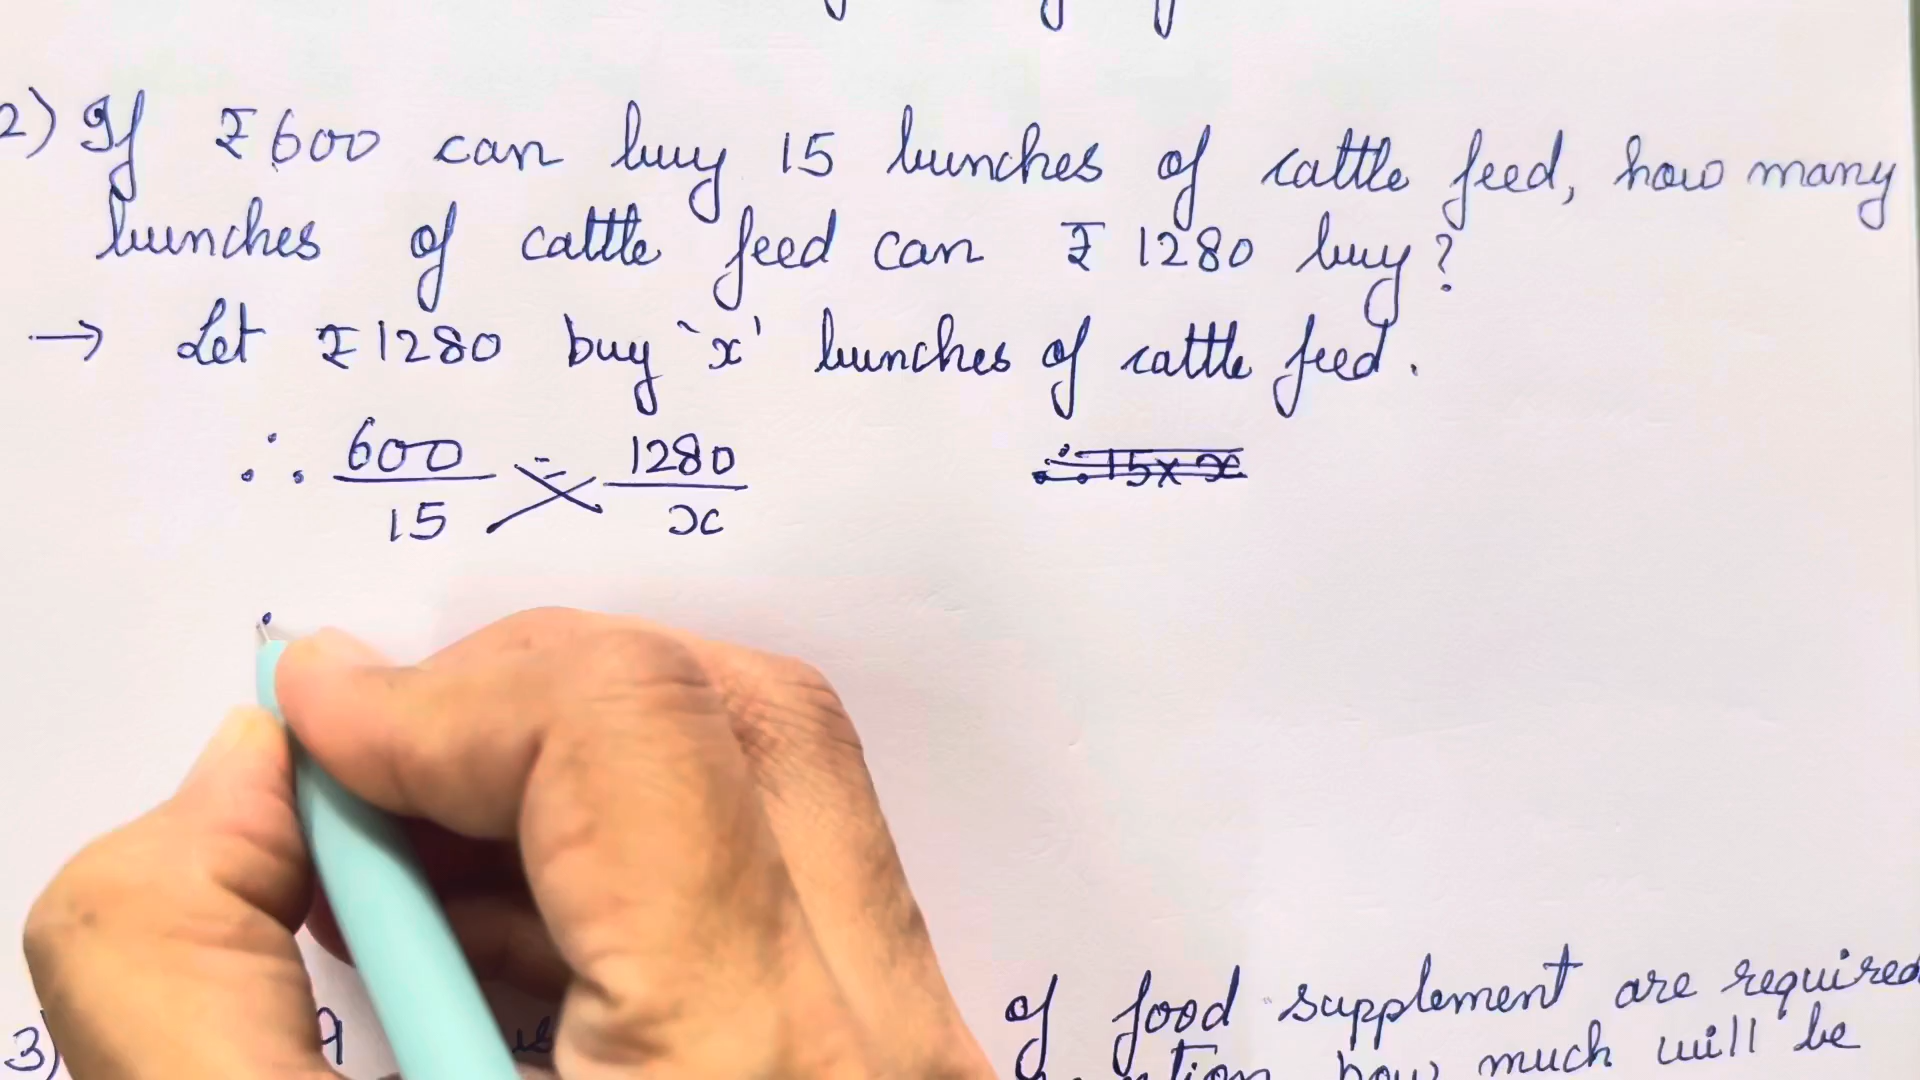 2) If ₹600 can buy 15 bunches of cattle feed, how many
bunches of cattle feed can ₹ 1280 buy?
→ Let ₹1280 buy `x' bunches of cattle feed.
∴ 600/15 = 1280/x
∴ 15 x x
3) of food supplement are required
how much will be